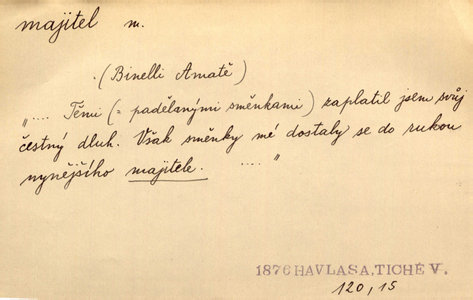 majitel m.
(Binelli Amatě)
„.... Těmi (= padělanými směnkami) zaplatil jsem svůj
čestný dluh. Však směnky mé dostaly se do rukou
nynějšího majitele. .... "
1876 HAVLASA, TICHÉ V.
120, 15